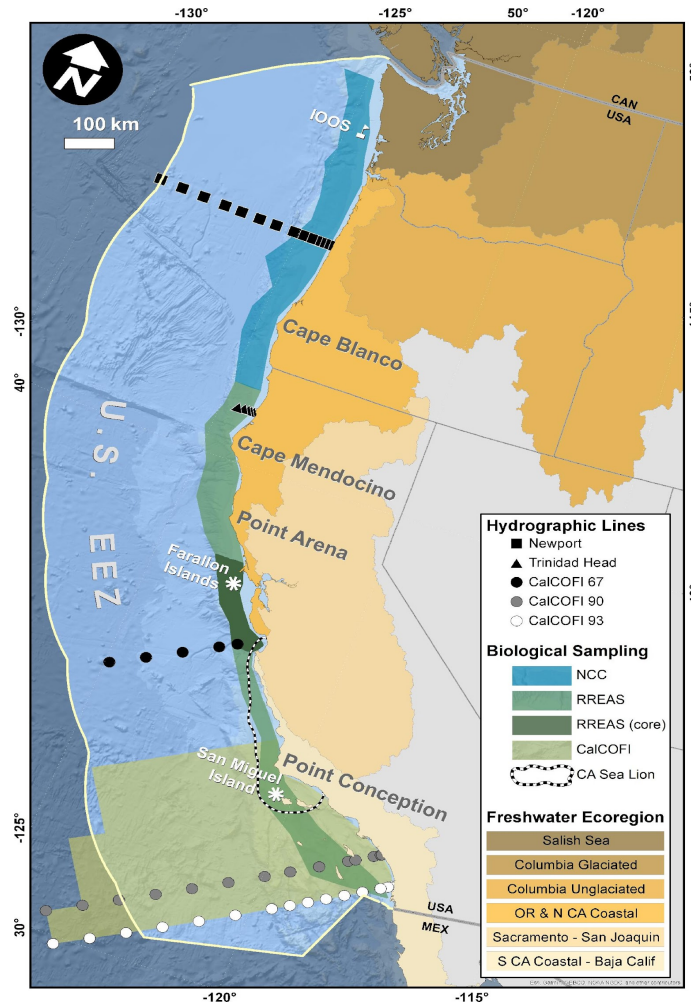 -130°
-125°
50°
-120°
N
100 km
CAN
USA
IOOS
-130°
40°
Cape Blanco
U.S.
EEZ
Cape Mendocino
Point Arena
Farallon
Islands
San Miguel
Island
Point Conception
-125°
30°
USA
MEX
-120°
-115°
Hydrographic Lines
Newport
Trinidad Head
CalCOFI 67
CalCOFI 90
CalCOFI 93
Biological Sampling
NCC
RREAS
RREAS (core)
CalCOFI
CA Sea Lion
Freshwater Ecoregion
Salish Sea
Columbia Glaciated
Columbia Unglaciated
OR & N CA Coastal
Sacramento - San Joaquin
S CA Coastal - Baja Calif